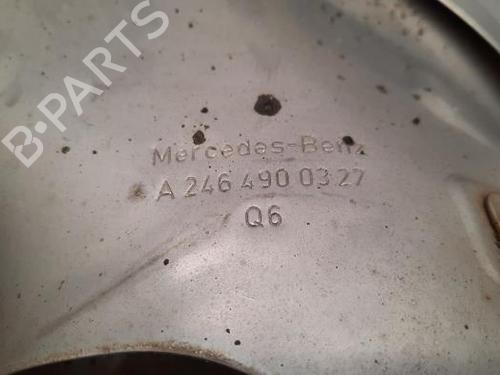 B-PARTS
Mercedes-Benz
A 246 490 03 27
Q6